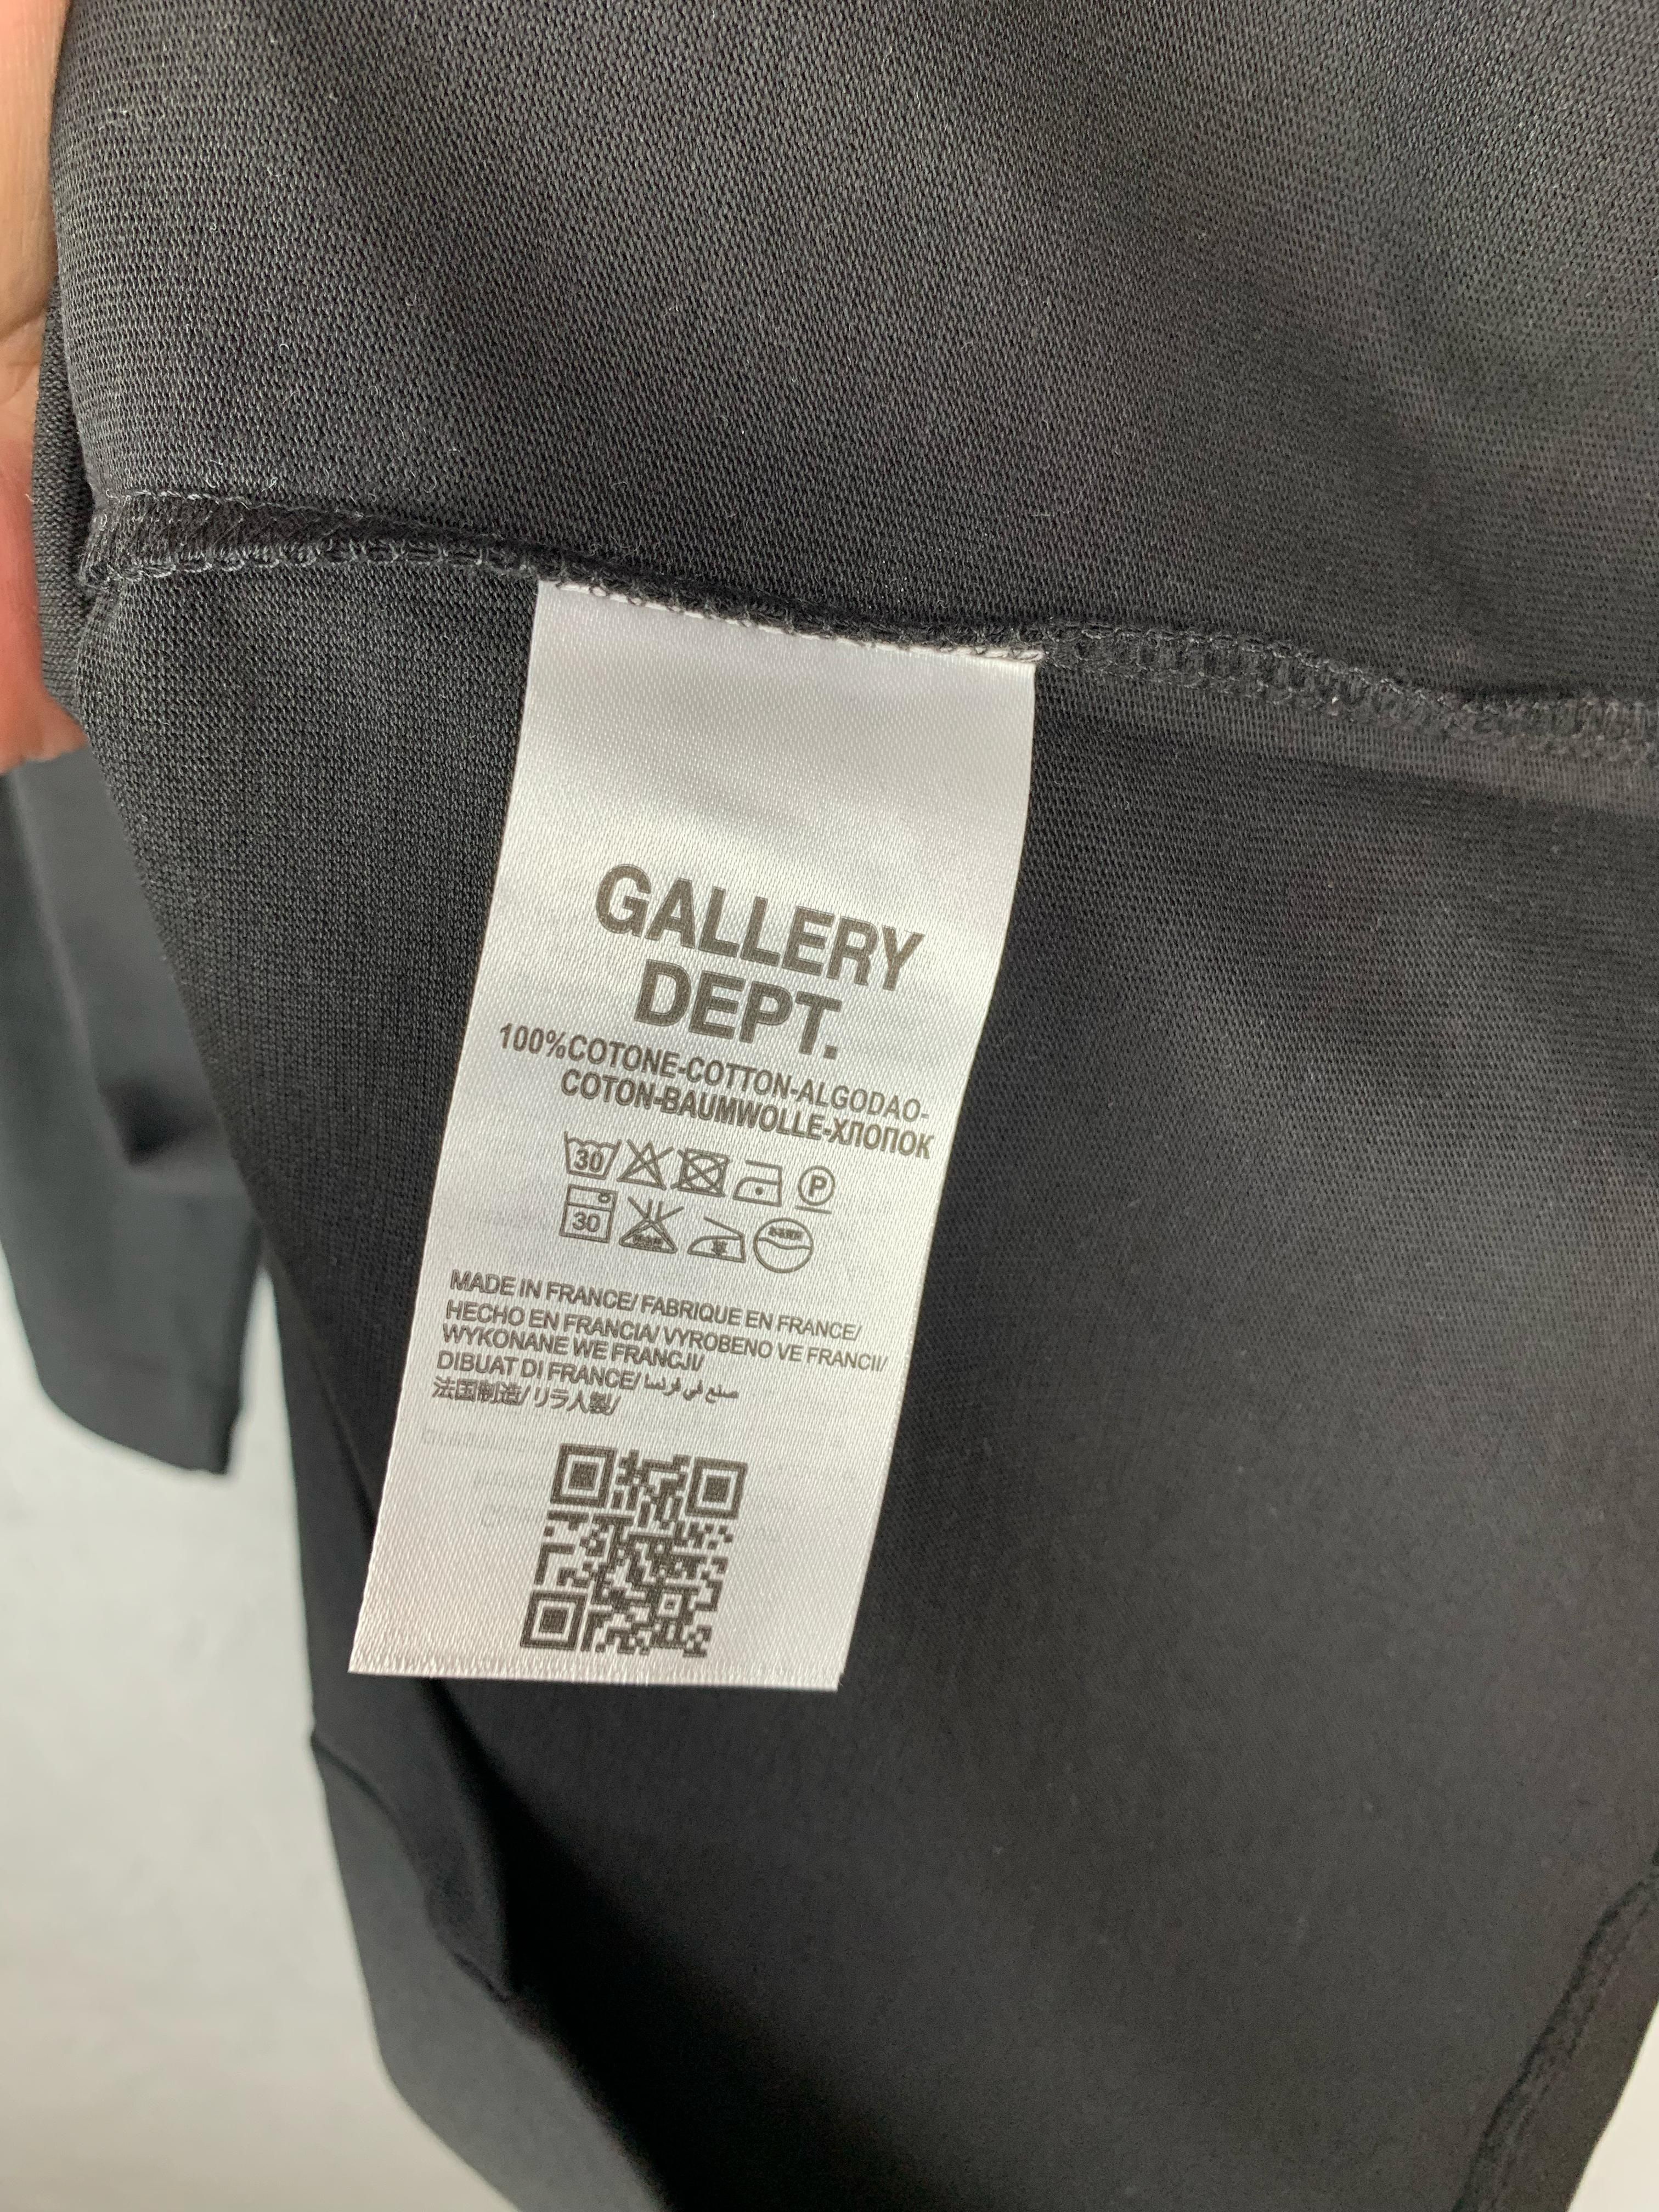 GALLERY
DEPT.
100%COTONE-COTTON-ALGODAO-
COTON-BAUMWOLLE-ХЛОПОК
30 P
30
MADE IN FRANCE/ FABRIQUE EN FRANCE/
HECHO EN FRANCIA/ VYROBENO VE FRANCII/
WYKONANE WE FRANCJI/
DIBUAT DI FRANCE/ صنع في فرنسا
法国制造/リラ人製/